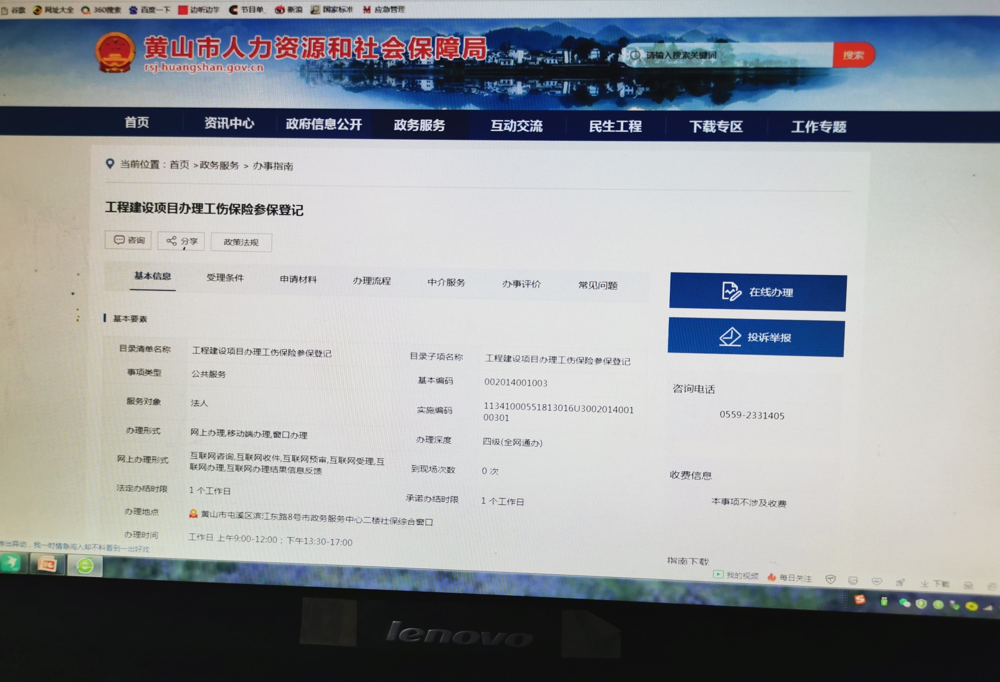 谷歌 网址大全 360搜索 百度一下 边听边学 节目单 新浪 国家标准 应急管理
黄山市人力资源和社会保障局
rsj.huangshan.gov.cn
请输入搜索关键词 搜索
首页 资讯中心 政府信息公开 政务服务 互动交流 民生工程 下载专区 工作专题
当前位置：首页 >政务服务 > 办事指南
工程建设项目办理工伤保险参保登记
咨询 分享 政策法规
基本信息 受理条件 申请材料 办理流程 中介服务 办事评价 常见问题
在线办理
投诉举报
基本要素
目录清单名称 工程建设项目办理工伤保险参保登记 目录子项名称 工程建设项目办理工伤保险参保登记
事项类型 公共服务 基本编码 002014001003
咨询电话
服务对象 法人 实施编码 11341000551813016U3002014001
00301
0559-2331405
办理形式 网上办理,移动端办理,窗口办理 办理深度 四级(全网通办)
网上办理形式 互联网咨询,互联网收件,互联网预审,互联网受理,互
联网办理,互联网办理结果信息反馈
到现场次数 0 次
收费信息
法定办结时限 1 个工作日 承诺办结时限 1 个工作日
本事项不涉及收费
办理地点 黄山市屯溪区滨江东路8号市政务服务中心二楼社保综合窗口
办理时间 工作日 上午9:00-12:00；下午13:30-17:00
，我一时情急闯入却不料看到一出好戏
指南下载
我的视频 每日关注 下载
lenovo